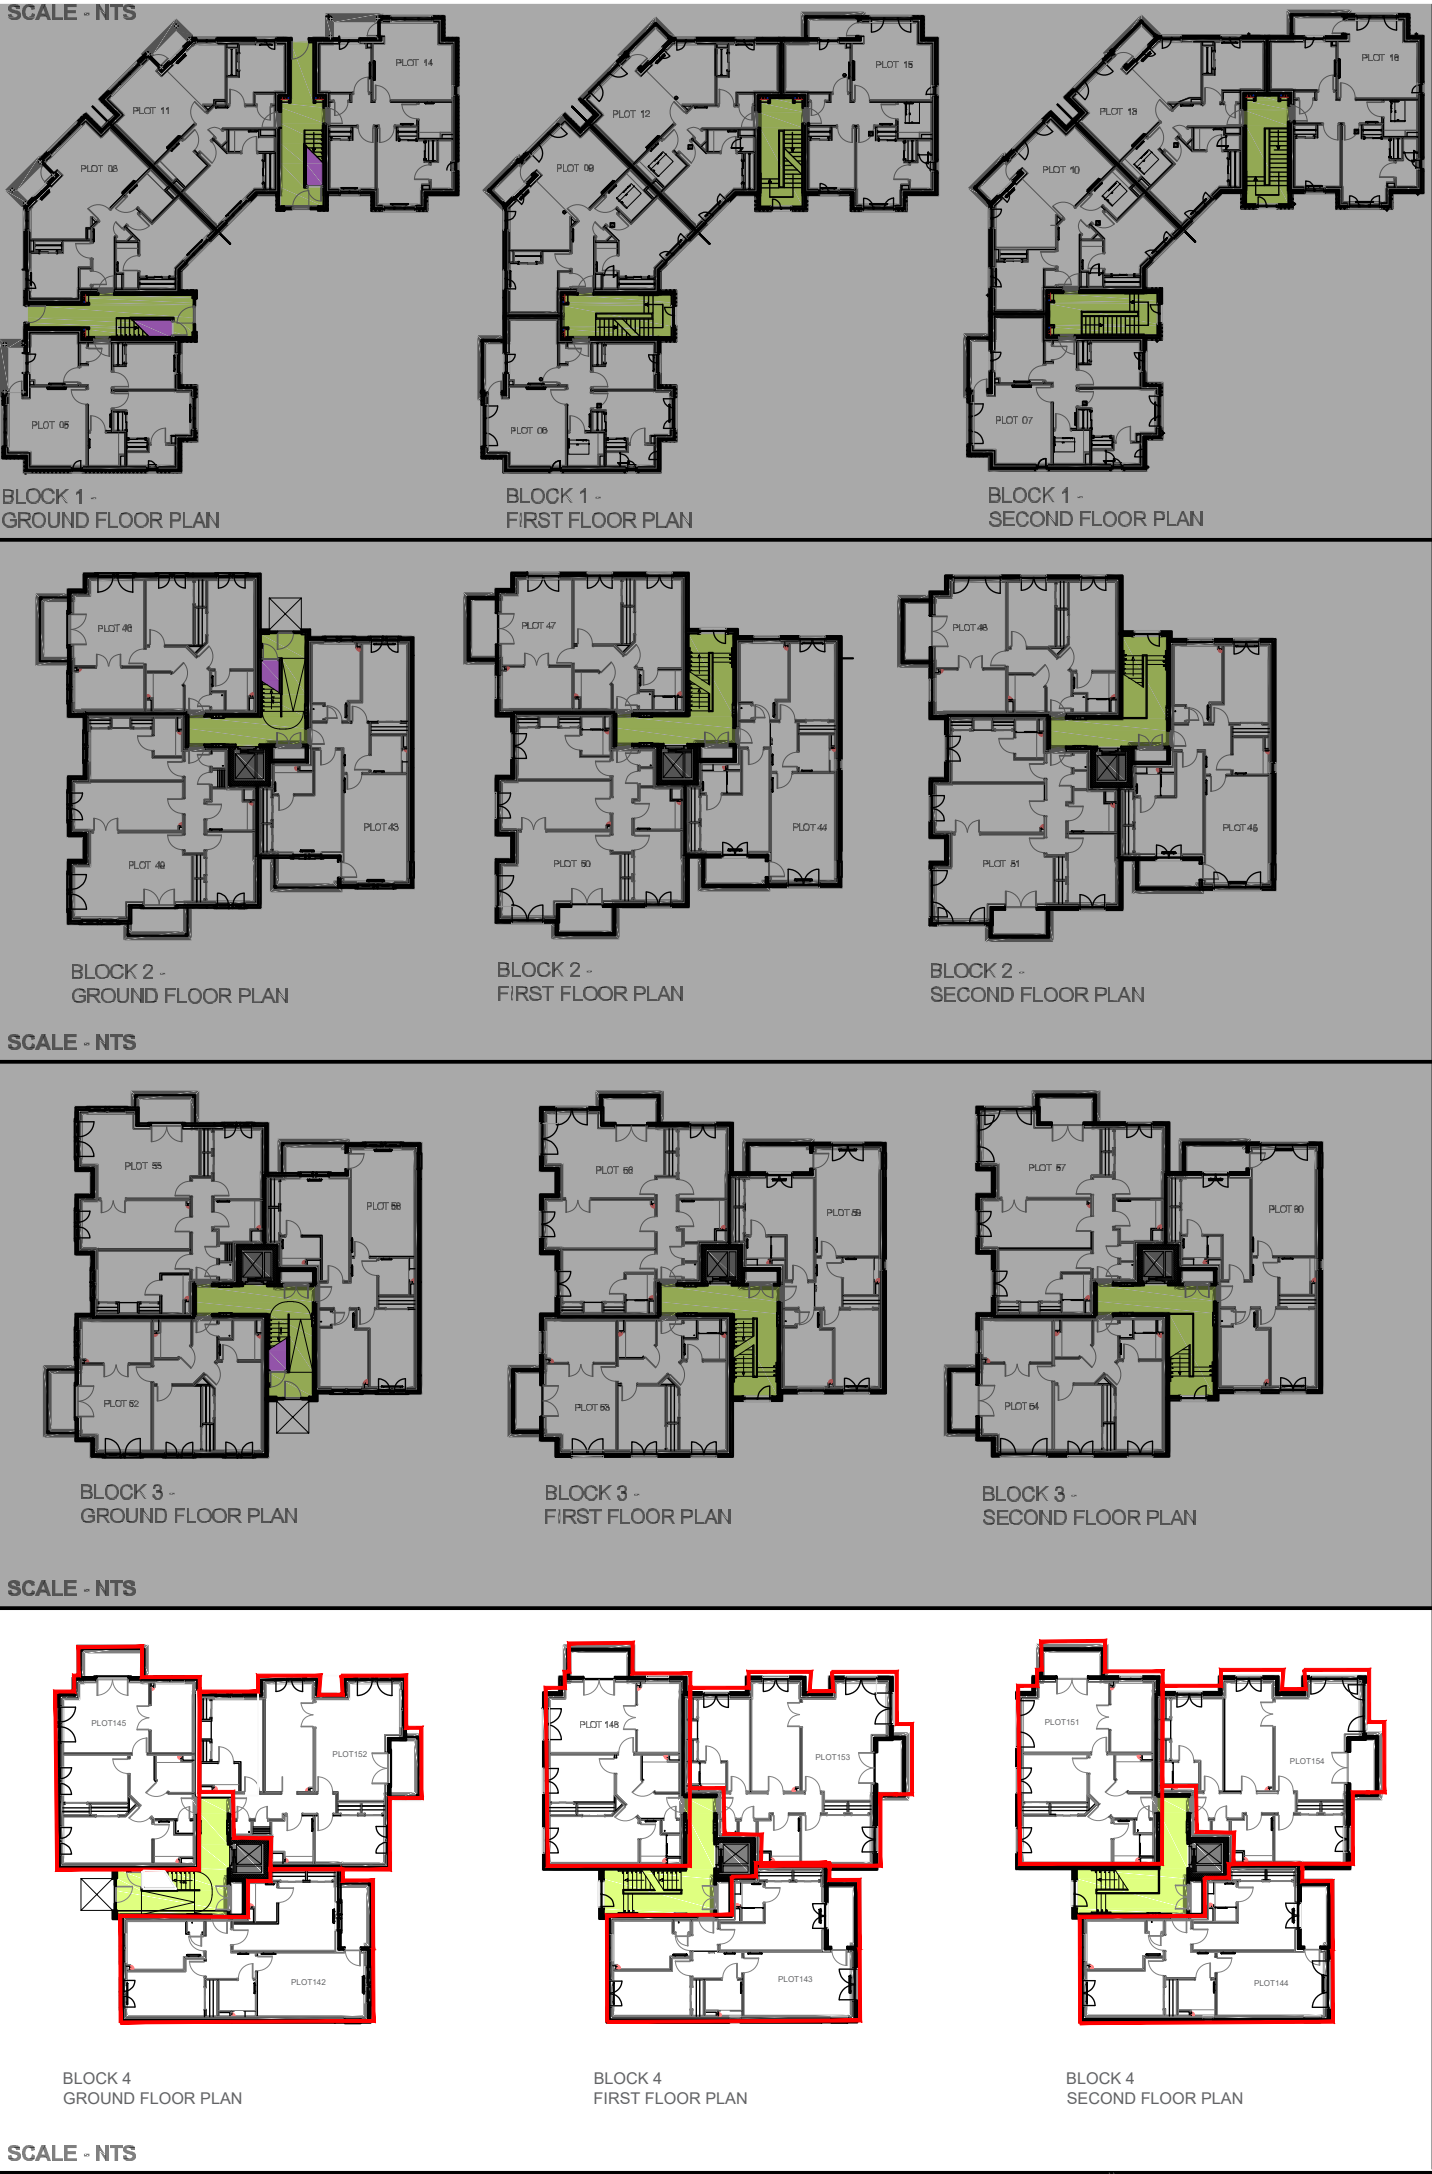 SCALE - NTS
PLOT 14
PLOT 11
PLOT 08
PLOT 05
PLOT 15
PLOT 12
PLOT 09
PLOT 06
PLOT 16
PLOT 13
PLOT 10
PLOT 07
BLOCK 1 -
GROUND FLOOR PLAN
BLOCK 1 -
FIRST FLOOR PLAN
BLOCK 1 -
SECOND FLOOR PLAN
PLOT 46
PLOT 43
PLOT 49
PLOT 47
PLOT 44
PLOT 50
PLOT 48
PLOT 45
PLOT 51
BLOCK 2 -
GROUND FLOOR PLAN
BLOCK 2 -
FIRST FLOOR PLAN
BLOCK 2 -
SECOND FLOOR PLAN
SCALE - NTS
PLOT 55
PLOT 58
PLOT 52
PLOT 56
PLOT 59
PLOT 53
PLOT 57
PLOT 60
PLOT 54
BLOCK 3 -
GROUND FLOOR PLAN
BLOCK 3 -
FIRST FLOOR PLAN
BLOCK 3 -
SECOND FLOOR PLAN
SCALE - NTS
PLOT145
PLOT152
PLOT142
PLOT 148
PLOT153
PLOT143
PLOT151
PLOT154
PLOT144
BLOCK 4
GROUND FLOOR PLAN
BLOCK 4
FIRST FLOOR PLAN
BLOCK 4
SECOND FLOOR PLAN
SCALE - NTS